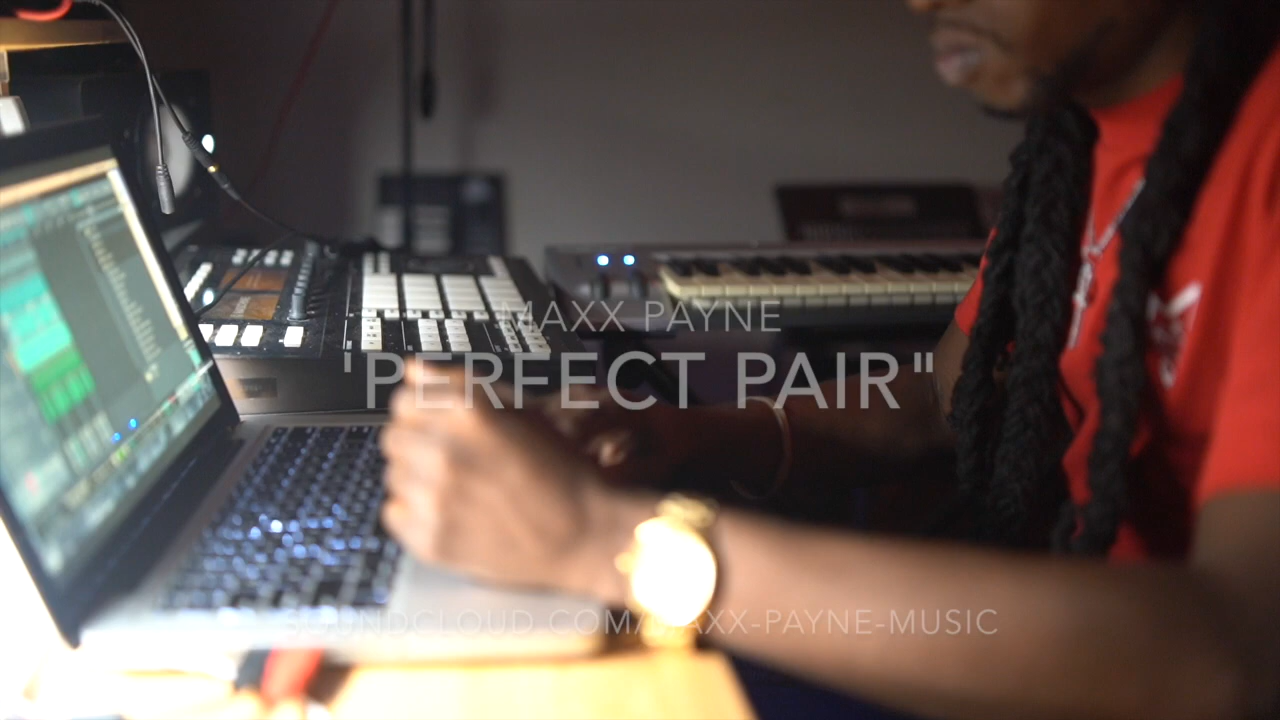 MAXX PAYNE
'PERFECT PAIR"
SOUNDCLOUD.COM/MAXX-PAYNE-MUSIC